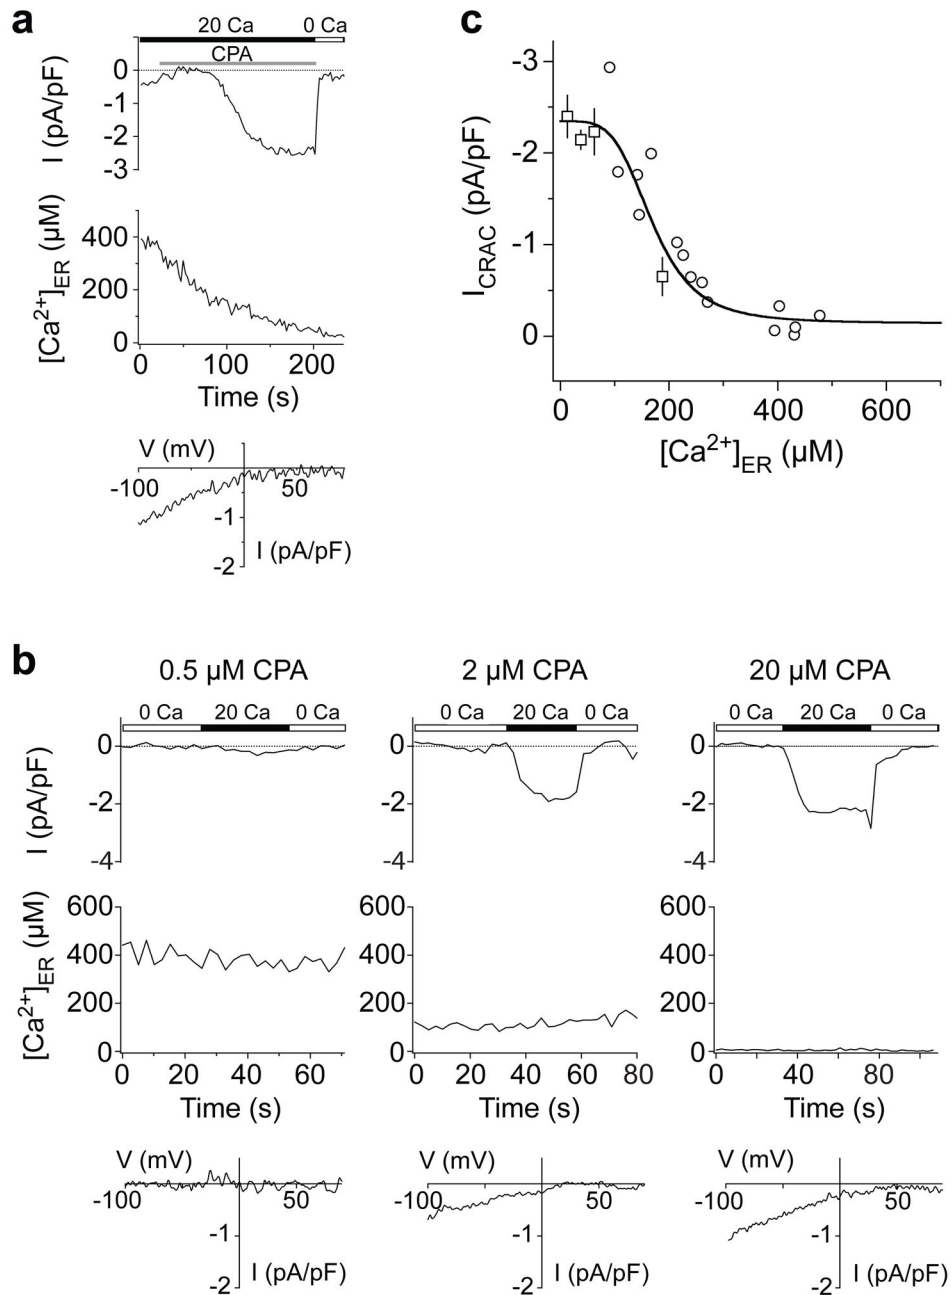 a
20 Ca 0 Ca
CPA
0
-1
-2
-3
I (pA/pF)
400
200
0
[Ca²⁺]ER (µM)
0 100 200
Time (s)
V (mV)
-100 50
-1
-2
I (pA/pF)
c
-3
-2
-1
0
ICRAC (pA/pF)
0 200 400 600
[Ca²⁺]ER (µM)
b
0.5 µM CPA 2 µM CPA 20 µM CPA
0 Ca 20 Ca 0 Ca 0 Ca 20 Ca 0 Ca 0 Ca 20 Ca 0 Ca
I (pA/pF)
0 0 0
-2 -2 -2
-4 -4 -4
[Ca²⁺]ER (µM)
600 600 600
400 400 400
200 200 200
0 0 0
0 20 40 60 0 20 40 60 80 0 40 80
Time (s) Time (s) Time (s)
V (mV) V (mV) V (mV)
-100 50 -100 50 -100 50
-1 -1 -1
-2 -2 -2
I (pA/pF) I (pA/pF) I (pA/pF)